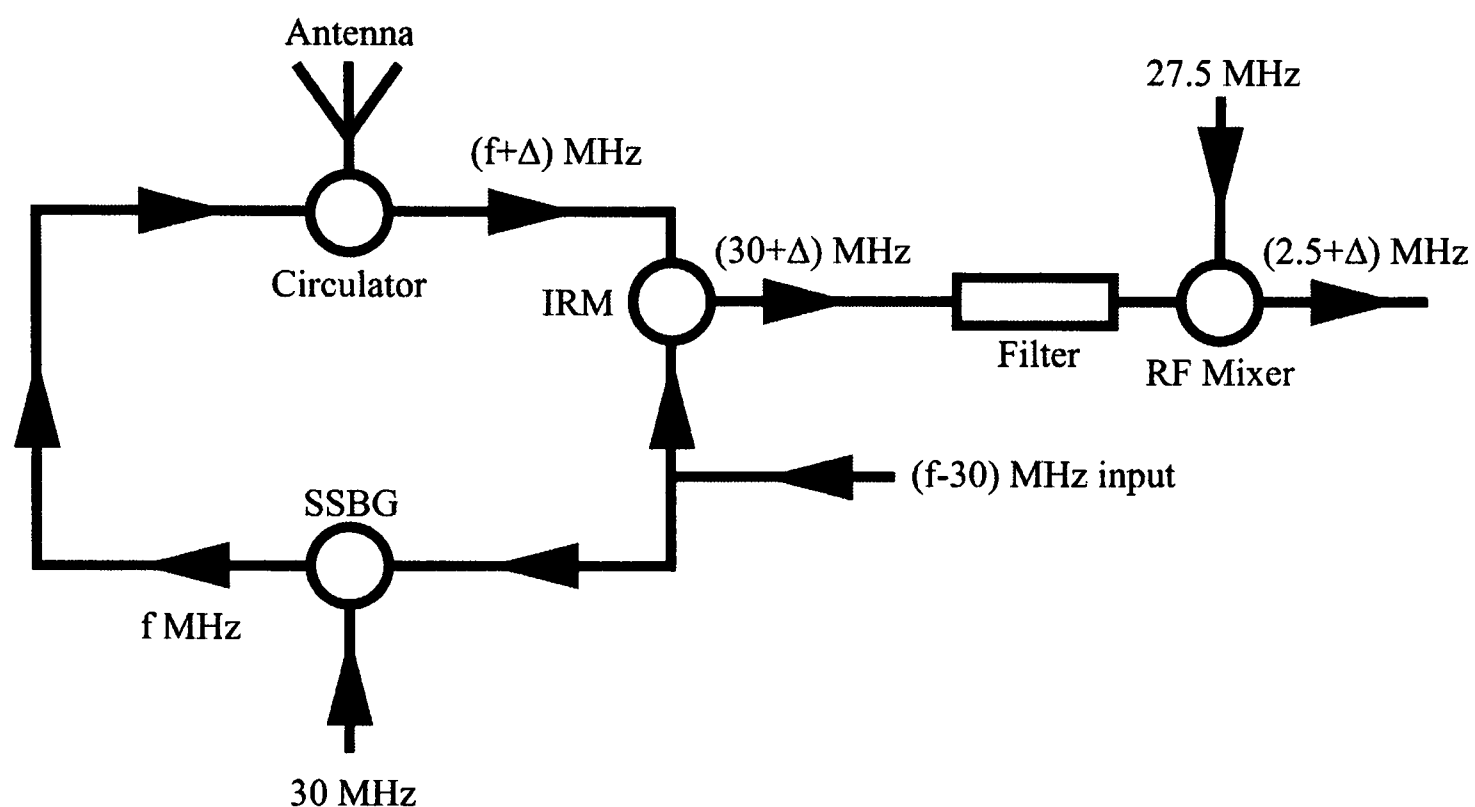 Antenna
27.5 MHz
(f+Δ) MHz
(30+Δ) MHz
(2.5+Δ) MHz
Circulator
IRM
Filter
RF Mixer
(f-30) MHz input
SSBG
f MHz
30 MHz